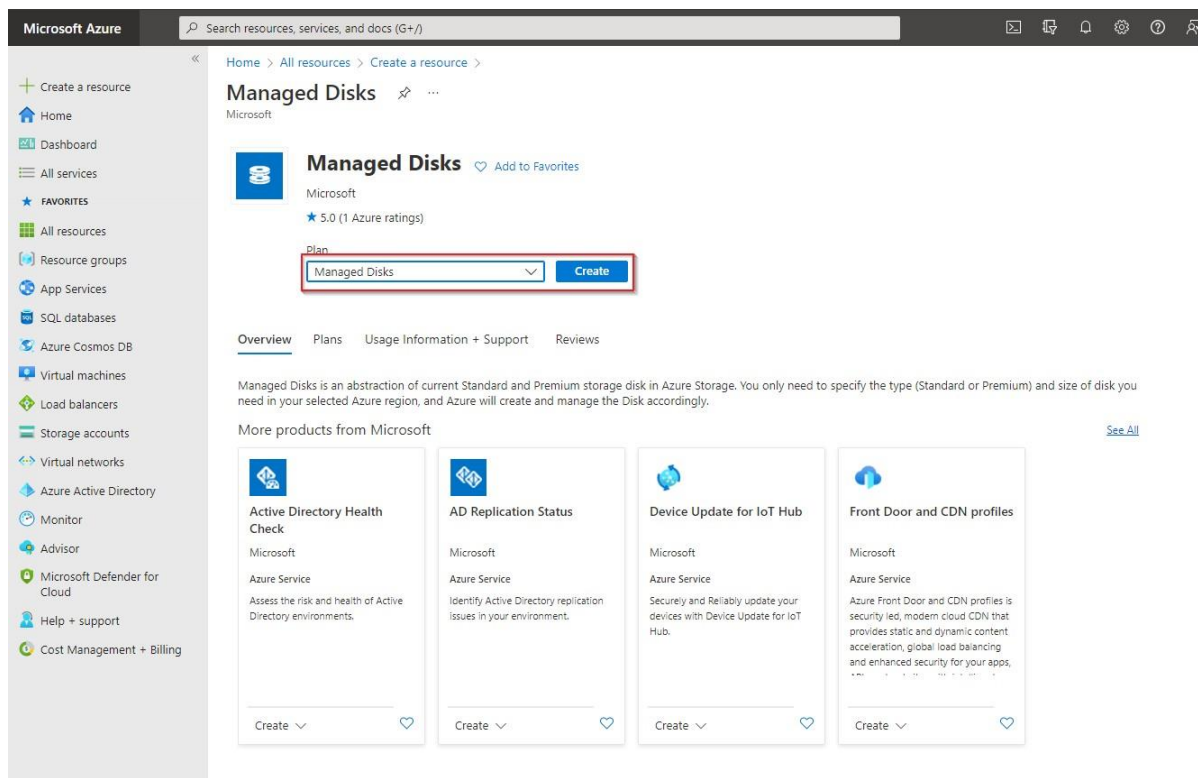 Microsoft Azure
Search resources, services, and docs (G+/)
«
Create a resource
Home
Dashboard
All services
FAVORITES
All resources
Resource groups
App Services
SQL databases
Azure Cosmos DB
Virtual machines
Load balancers
Storage accounts
Virtual networks
Azure Active Directory
Monitor
Advisor
Microsoft Defender for
Cloud
Help + support
Cost Management + Billing
Home > All resources > Create a resource >
Managed Disks ...
Microsoft
Managed Disks Add to Favorites
Microsoft
5.0 (1 Azure ratings)
Plan
Managed Disks Create
Overview Plans Usage Information + Support Reviews
Managed Disks is an abstraction of current Standard and Premium storage disk in Azure Storage. You only need to specify the type (Standard or Premium) and size of disk you
need in your selected Azure region, and Azure will create and manage the Disk accordingly.
More products from Microsoft See All
Active Directory Health
Check
Microsoft
Azure Service
Assess the risk and health of Active
Directory environments.
Create
AD Replication Status
Microsoft
Azure Service
Identify Active Directory replication
issues in your environment.
Create
Device Update for IoT Hub
Microsoft
Azure Service
Securely and Reliably update your
devices with Device Update for IoT
Hub.
Create
Front Door and CDN profiles
Microsoft
Azure Service
Azure Front Door and CDN profiles is
security led, modern cloud CDN that
provides static and dynamic content
acceleration, global load balancing
and enhanced security for your apps,
Create